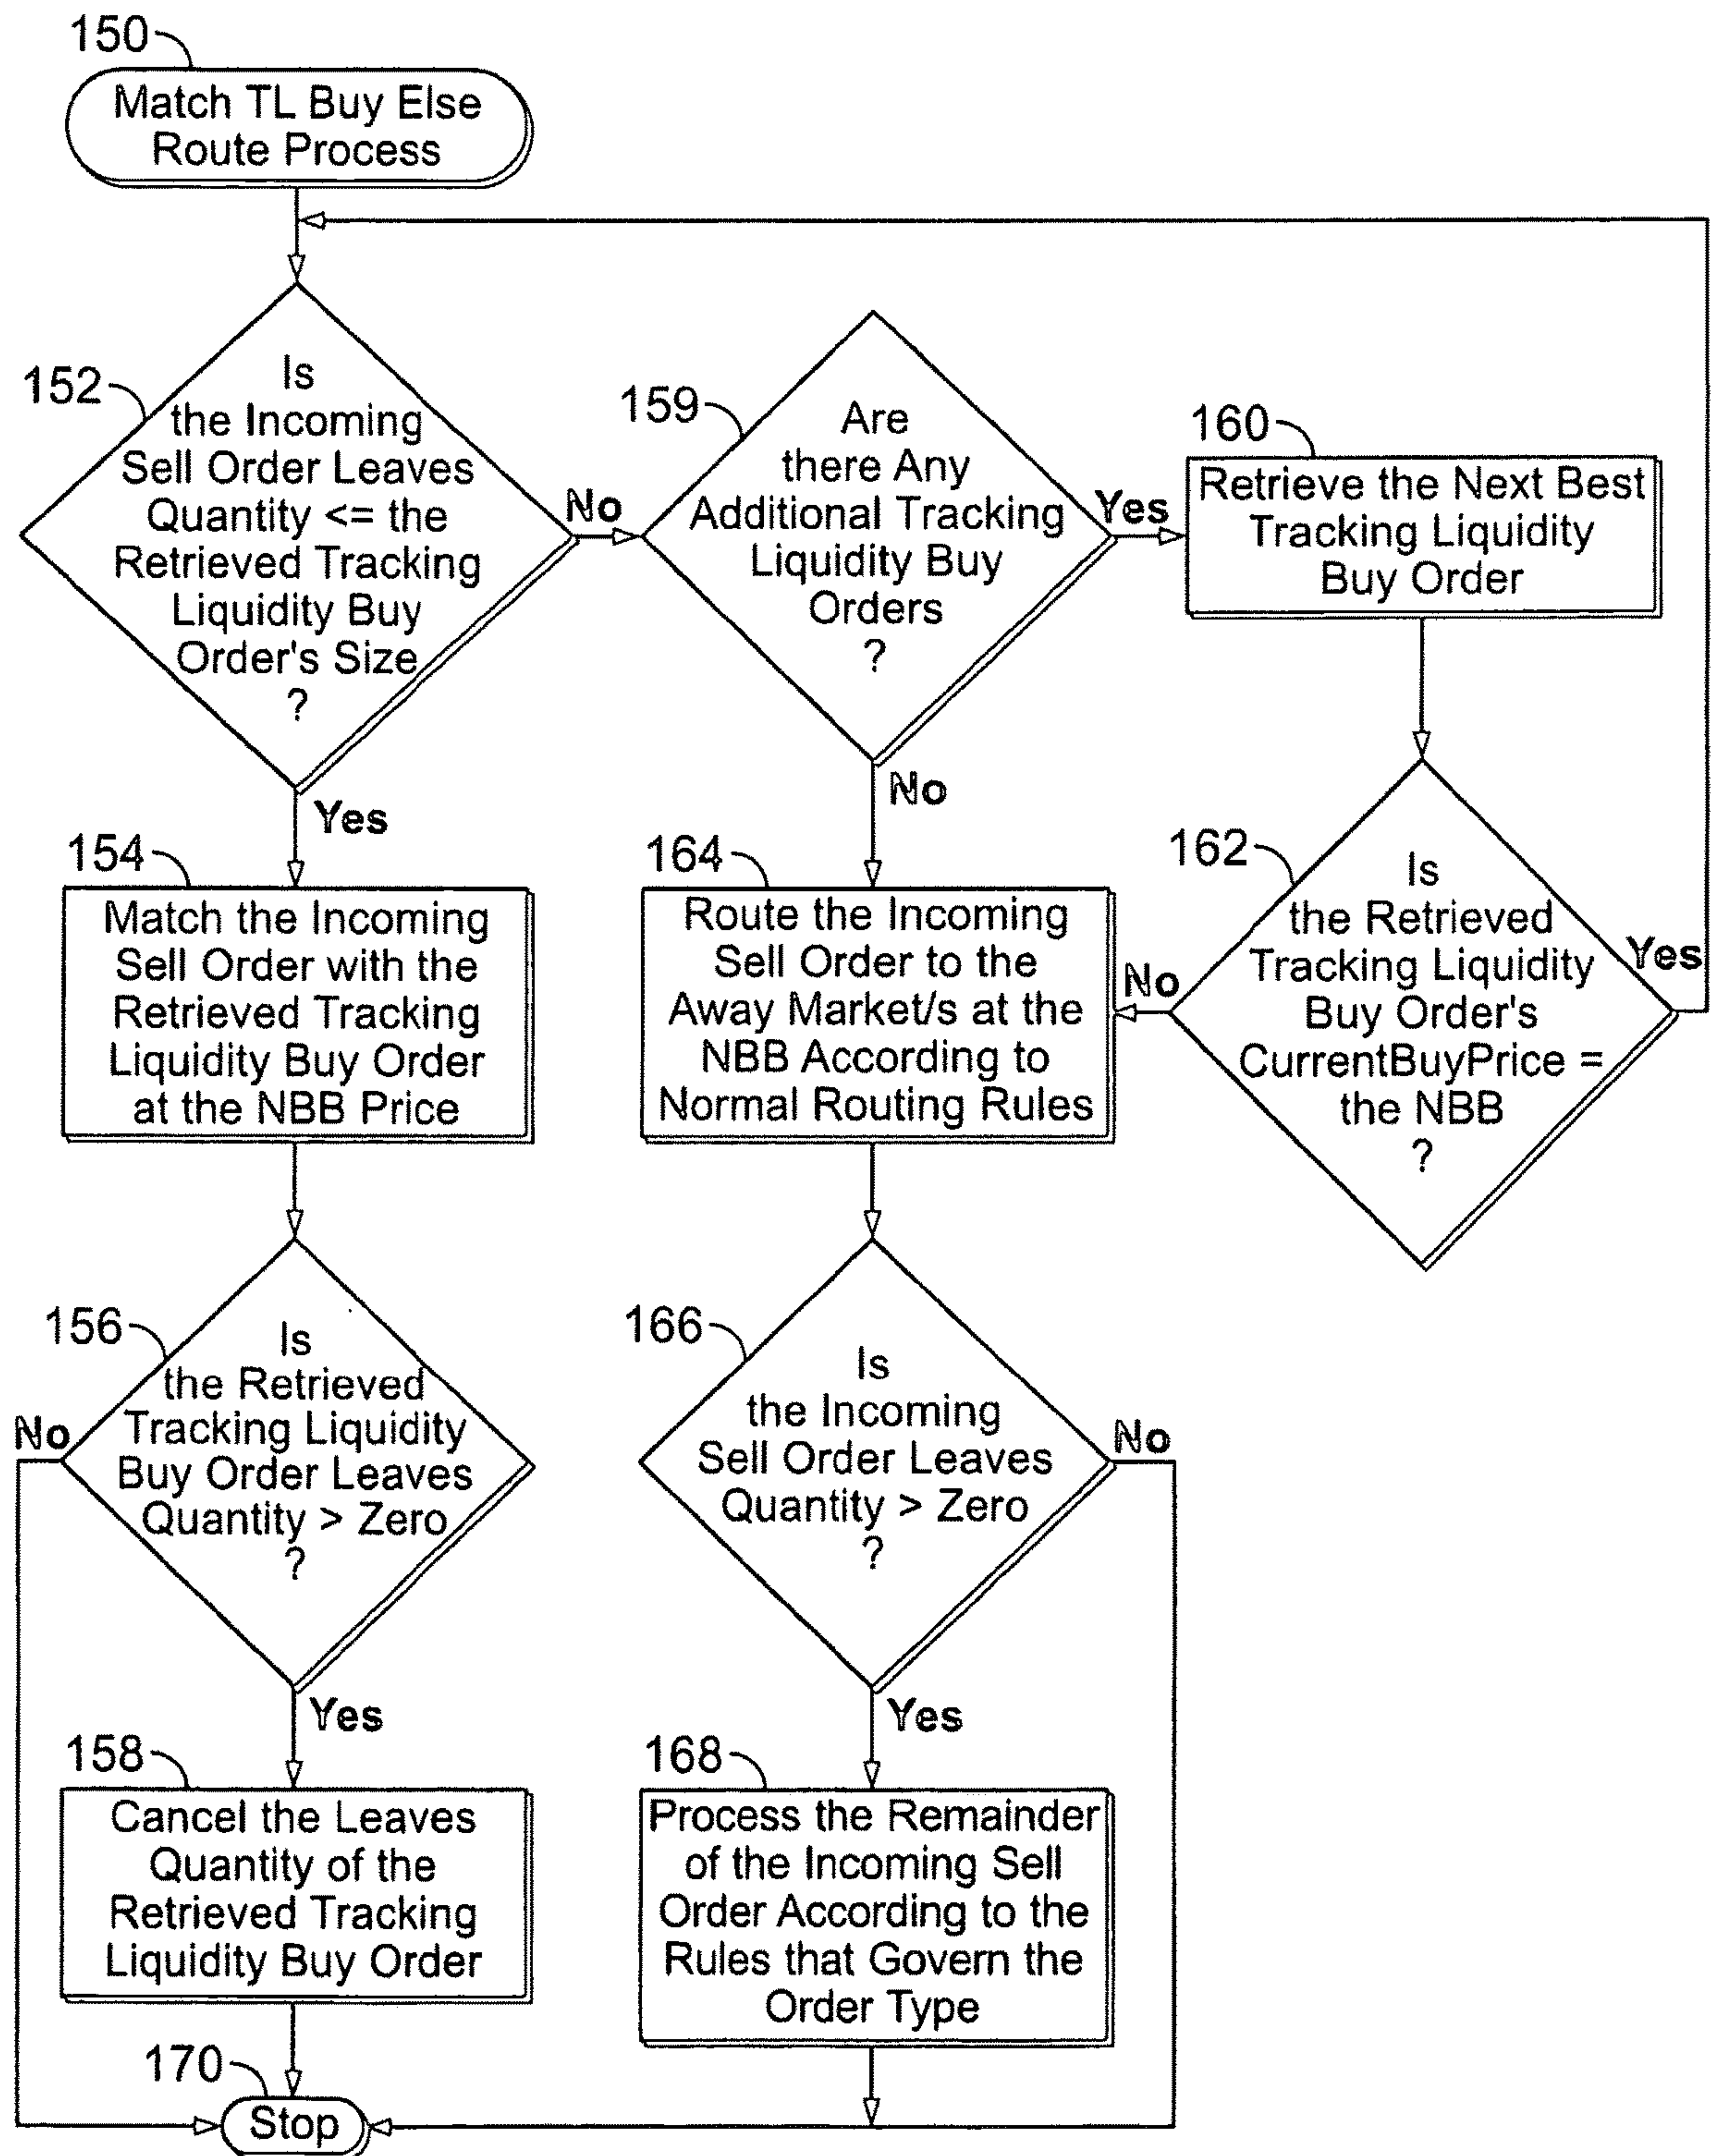 150
Match TL Buy Else
Route Process
152
Is
the Incoming
Sell Order Leaves
Quantity <= the
Retrieved Tracking
Liquidity Buy
Order's Size
?
No
Yes
159
Are
there Any
Additional Tracking
Liquidity Buy
Orders
?
Yes
No
160
Retrieve the Next Best
Tracking Liquidity
Buy Order
162
Is
the Retrieved
Tracking Liquidity
Buy Order's
CurrentBuyPrice =
the NBB
?
Yes
No
154
Match the Incoming
Sell Order with the
Retrieved Tracking
Liquidity Buy Order
at the NBB Price
164
Route the Incoming
Sell Order to the
Away Market/s at the
NBB According to
Normal Routing Rules
156
Is
the Retrieved
Tracking Liquidity
Buy Order Leaves
Quantity > Zero
?
No
Yes
166
Is
the Incoming
Sell Order Leaves
Quantity > Zero
?
No
Yes
158
Cancel the Leaves
Quantity of the
Retrieved Tracking
Liquidity Buy Order
168
Process the Remainder
of the Incoming Sell
Order According to the
Rules that Govern the
Order Type
170
Stop